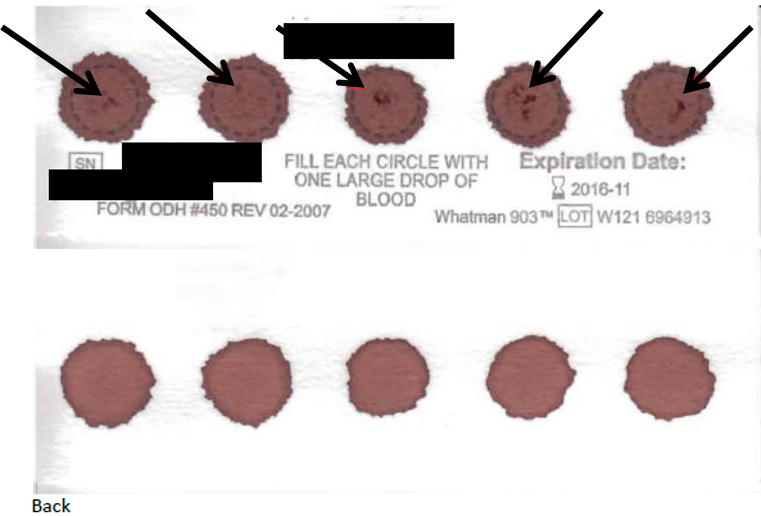 SN
FILL EACH CIRCLE WITH
ONE LARGE DROP OF
BLOOD
Expiration Date:
2016-11
FORM ODH #450 REV 02-2007
Whatman 903™ LOT W121 6964913
Back